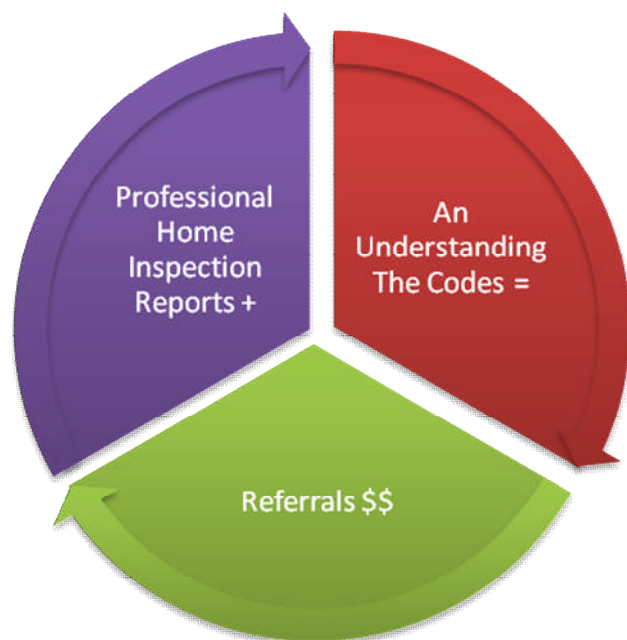 Professional
Home
Inspection
Reports +
An
Understanding
The Codes =
Referrals $$